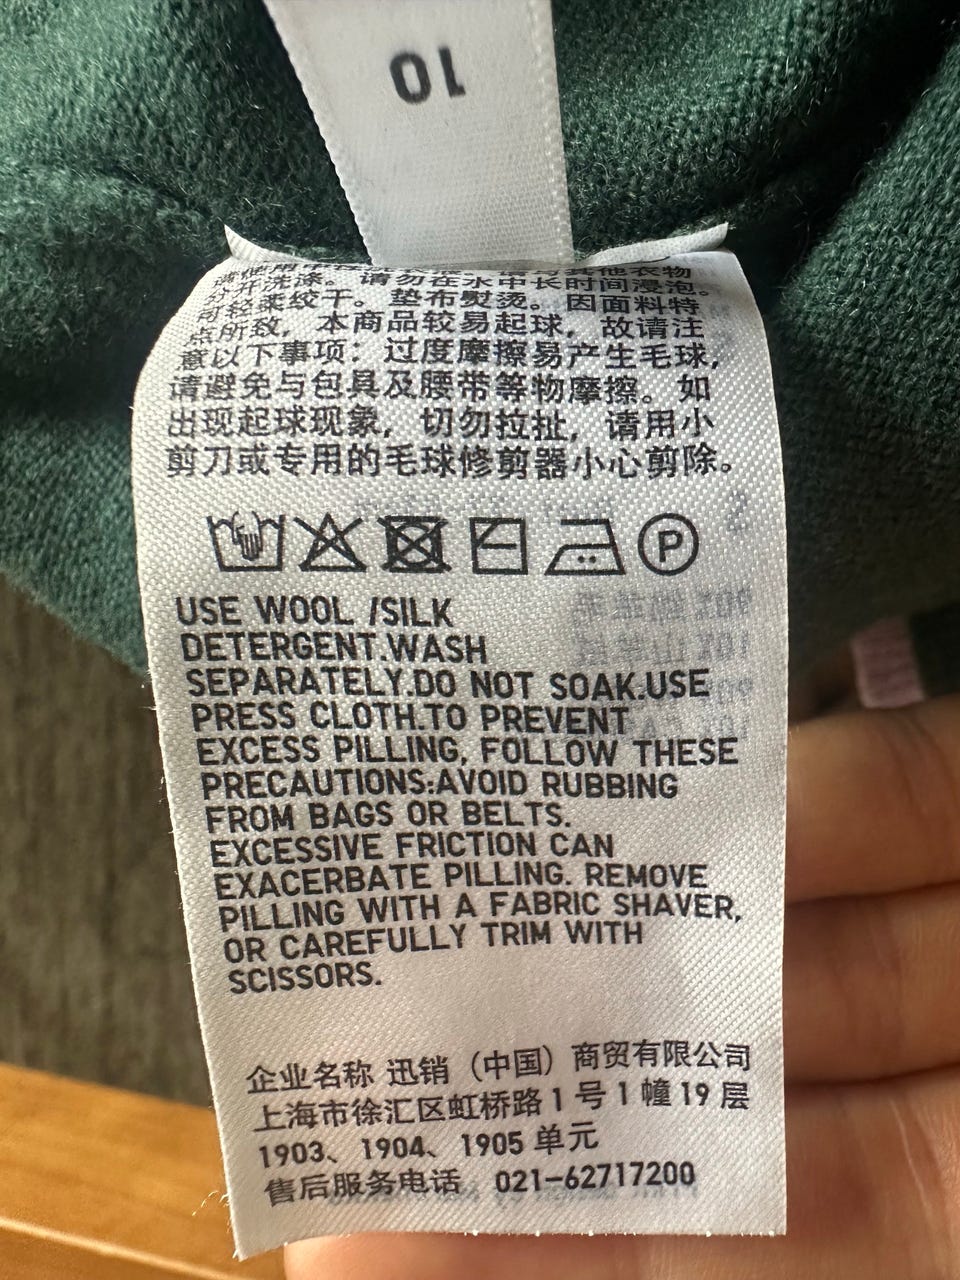 10
分开洗涤。请勿在水中长时间浸泡。
可轻柔绞干。垫布熨烫。因面料特
点所致，本商品较易起球，故请注
意以下事项：过度摩擦易产生毛球，
请避免与包具及腰带等物摩擦。如
出现起球现象，切勿拉扯，请用小
剪刀或专用的毛球修剪器小心剪除。
P
USE WOOL /SILK
DETERGENT.WASH
SEPARATELY.DO NOT SOAK.USE
PRESS CLOTH.TO PREVENT
EXCESS PILLING, FOLLOW THESE
PRECAUTIONS:AVOID RUBBING
FROM BAGS OR BELTS.
EXCESSIVE FRICTION CAN
EXACERBATE PILLING. REMOVE
PILLING WITH A FABRIC SHAVER,
OR CAREFULLY TRIM WITH
SCISSORS.
企业名称 迅销（中国）商贸有限公司
上海市徐汇区虹桥路1号1幢19层
1903、1904、1905单元
售后服务电话 021-62717200